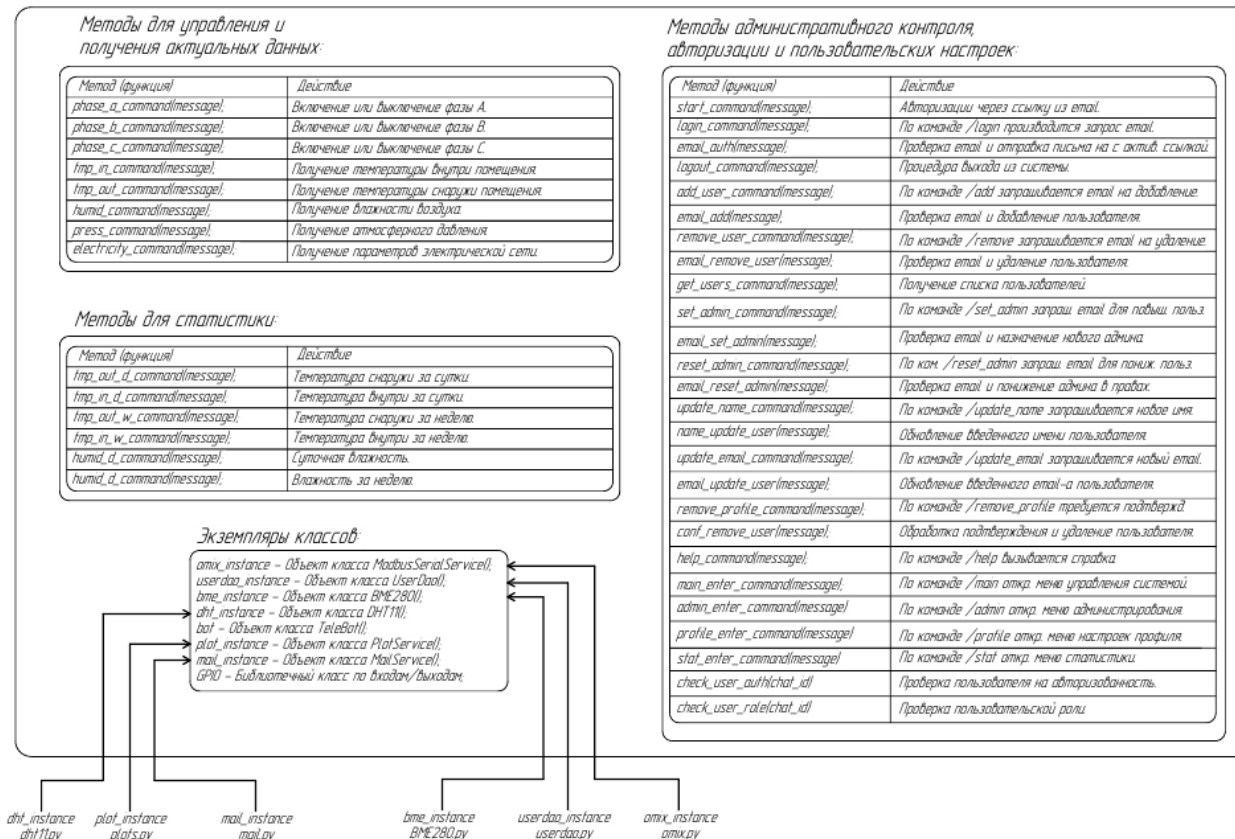 Методы для управления и
получения актуальных данных:
Метод (функция) Действие
phase_a_command(message); Включение или выключение фазы A.
phase_b_command(message); Включение или выключение фазы B.
phase_c_command(message); Включение или выключение фазы C.
tmp_in_command(message); Получение температуры внутри помещения.
tmp_out_command(message); Получение температуры снаружи помещения.
humid_command(message); Получение влажности воздуха.
press_command(message); Получение атмосферного давления.
electricity_command(message); Получение параметров электрической сети.
Методы для статистики:
Метод (функция) Действие
tmp_out_d_command(message); Температура снаружи за сутки.
tmp_in_d_command(message); Температура внутри за сутки.
tmp_out_w_command(message); Температура снаружи за неделю.
tmp_in_w_command(message); Температура внутри за неделю.
humid_d_command(message); Суточная влажность.
humid_d_command(message); Влажность за неделю.
Экземпляры классов:
omix_instance – Объект класса ModbusSerialService();
userdao_instance – Объект класса UserDao();
bme_instance – Объект класса BME280();
dht_instance – Объект класса DHT11();
bot – Объект класса TeleBot();
plot_instance – Объект класса PlotService();
mail_instance – Объект класса MailService();
GPIO – Библиотечный класс по входам/выходам;
Методы административного контроля,
авторизации и пользовательских настроек:
Метод (функция) Действие
start_command(message); Авторизации через ссылку из email.
login_command(message); По команде /login производится запрос email.
email_auth(message); Проверка email и отправка письма на с актив. ссылкой.
logout_command(message); Процедура выхода из системы.
add_user_command(message); По команде /add запрашивается email на добавление.
email_add(message); Проверка email и добавление пользователя.
remove_user_command(message); По команде /remove запрашивается email на удаление.
email_remove_user(message); Проверка email и удаление пользователя.
get_users_command(message); Получение списка пользователей.
set_admin_command(message); По команде /set_admin запраш. email для повыш. польз.
email_set_admin(message); Проверка email и назначение нового админа.
reset_admin_command(message); По ком. /reset_admin запраш. email для пониж. польз.
email_reset_admin(message); Проверка email и понижение админа в правах.
update_name_command(message); По команде /update_name запрашивается новое имя.
name_update_user(message); Обновление введенного имени пользователя.
update_email_command(message); По команде /update_email запрашивается новый email.
email_update_user(message); Обновление введенного email-а пользователя.
remove_profile_command(message); По команде /remove_profile требуется подтвержд.
conf_remove_user(message); Обработка подтверждения и удаление пользователя.
help_command(message); По команде /help вызывается справка.
main_enter_command(message); По команде /main откр. меню управления системой.
admin_enter_command(message) По команде /admin откр. меню администрирования.
profile_enter_command(message) По команде /profile откр. меню настроек профиля.
stat_enter_command(message) По команде /stat откр. меню статистики.
check_user_auth(chat_id) Проверка пользователя на авторизованность.
check_user_role(chat_id) Проверка пользовательской роли.
dht_instance plot_instance mail_instance bme_instance userdao_instance omix_instance
dht11.py plots.py mail.py BME280.py userdao.py omix.py